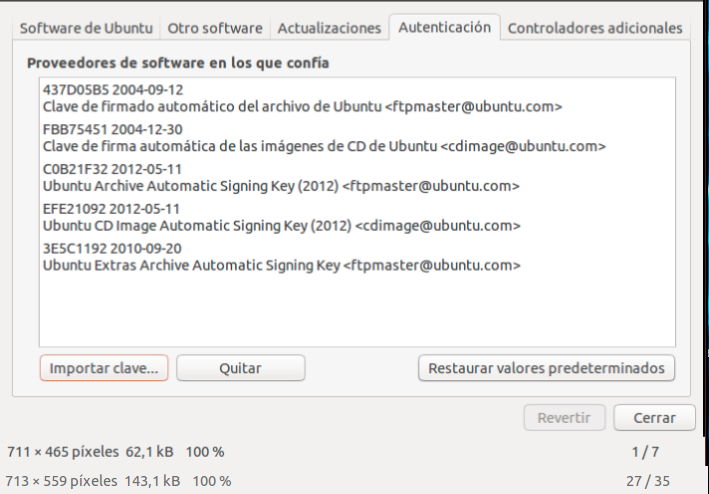 Software de Ubuntu Otro software Actualizaciones Autenticación Controladores adicionales
Proveedores de software en los que confía
437D05B5 2004-09-12
Clave de firmado automático del archivo de Ubuntu <ftpmaster@ubuntu.com>
FBB75451 2004-12-30
Clave de firma automática de las imágenes de CD de Ubuntu <cdimage@ubuntu.com>
C0B21F32 2012-05-11
Ubuntu Archive Automatic Signing Key (2012) <ftpmaster@ubuntu.com>
EFE21092 2012-05-11
Ubuntu CD Image Automatic Signing Key (2012) <cdimage@ubuntu.com>
3E5C1192 2010-09-20
Ubuntu Extras Archive Automatic Signing Key <ftpmaster@ubuntu.com>
Importar clave... Quitar Restaurar valores predeterminados
Revertir Cerrar
711 × 465 píxeles 62,1 kB 100 % 1 / 7
713 × 559 píxeles 143,1 kB 100 % 27 / 35